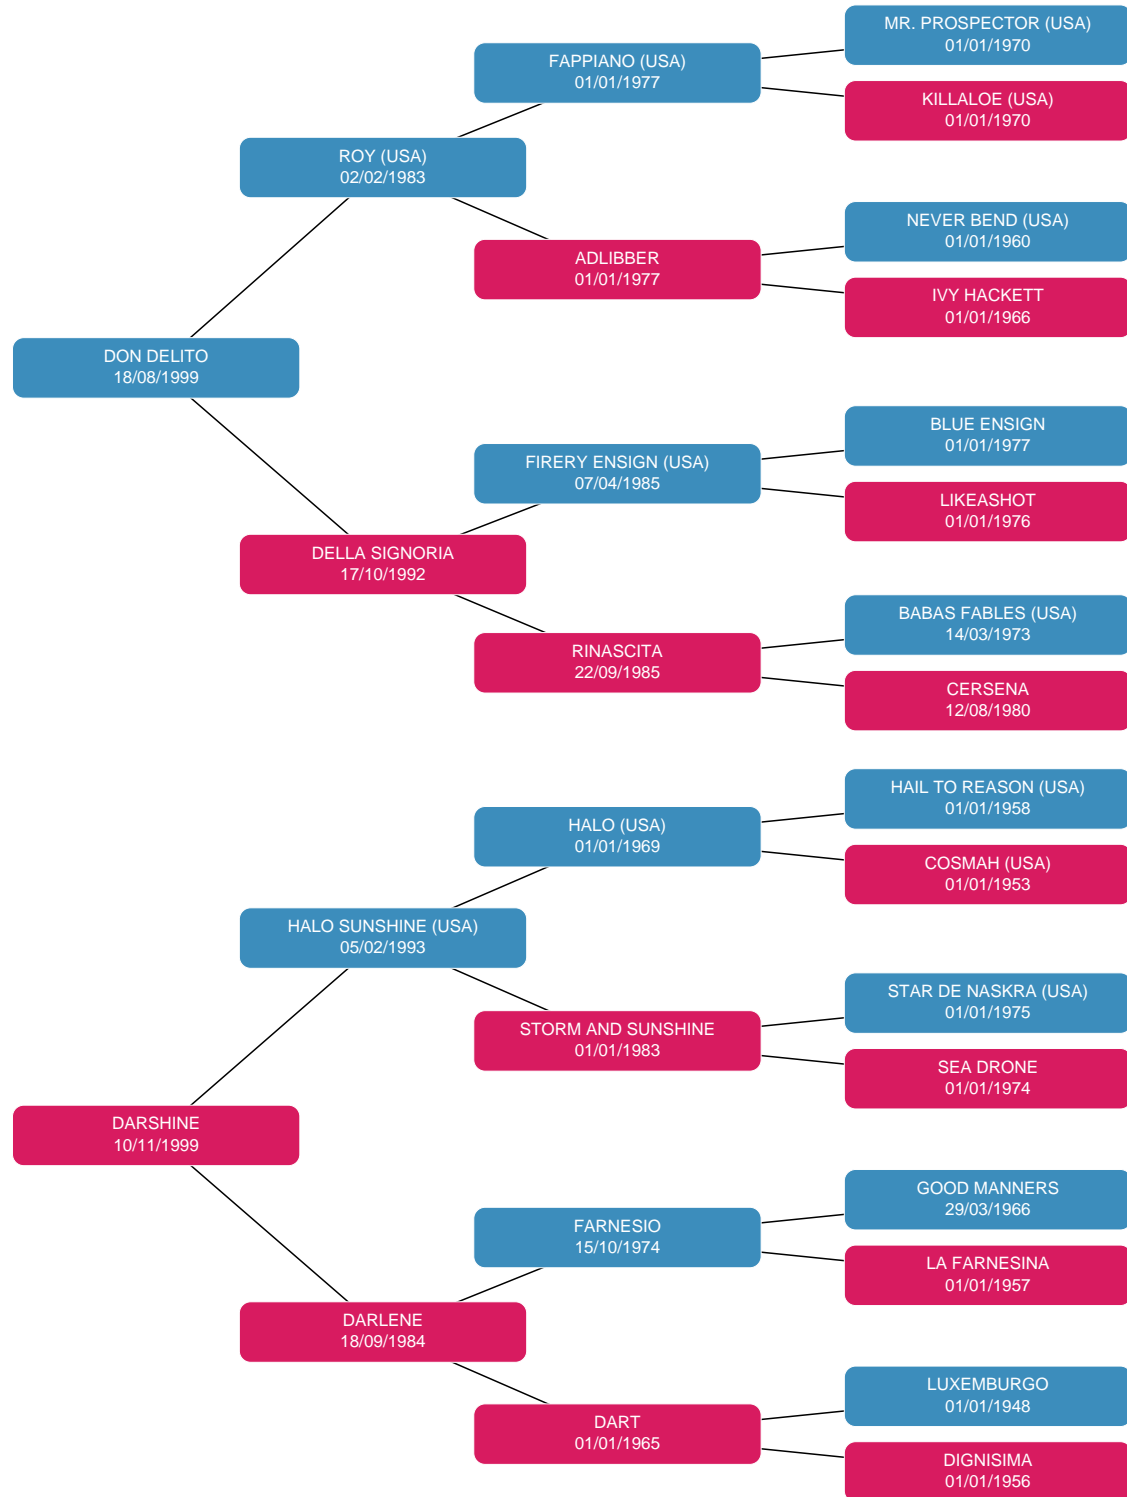 MR. PROSPECTOR (USA)
01/01/1970
FAPPIANO (USA)
01/01/1977
KILLALOE (USA)
01/01/1970
ROY (USA)
02/02/1983
NEVER BEND (USA)
01/01/1960
ADLIBBER
01/01/1977
IVY HACKETT
01/01/1966
DON DELITO
18/08/1999
BLUE ENSIGN
01/01/1977
FIRERY ENSIGN (USA)
07/04/1985
LIKEASHOT
01/01/1976
DELLA SIGNORIA
17/10/1992
BABAS FABLES (USA)
14/03/1973
RINASCITA
22/09/1985
CERSENA
12/08/1980
HAIL TO REASON (USA)
01/01/1958
HALO (USA)
01/01/1969
COSMAH (USA)
01/01/1953
HALO SUNSHINE (USA)
05/02/1993
STAR DE NASKRA (USA)
01/01/1975
STORM AND SUNSHINE
01/01/1983
SEA DRONE
01/01/1974
DARSHINE
10/11/1999
GOOD MANNERS
29/03/1966
FARNESIO
15/10/1974
LA FARNESINA
01/01/1957
DARLENE
18/09/1984
LUXEMBURGO
01/01/1948
DART
01/01/1965
DIGNISIMA
01/01/1956